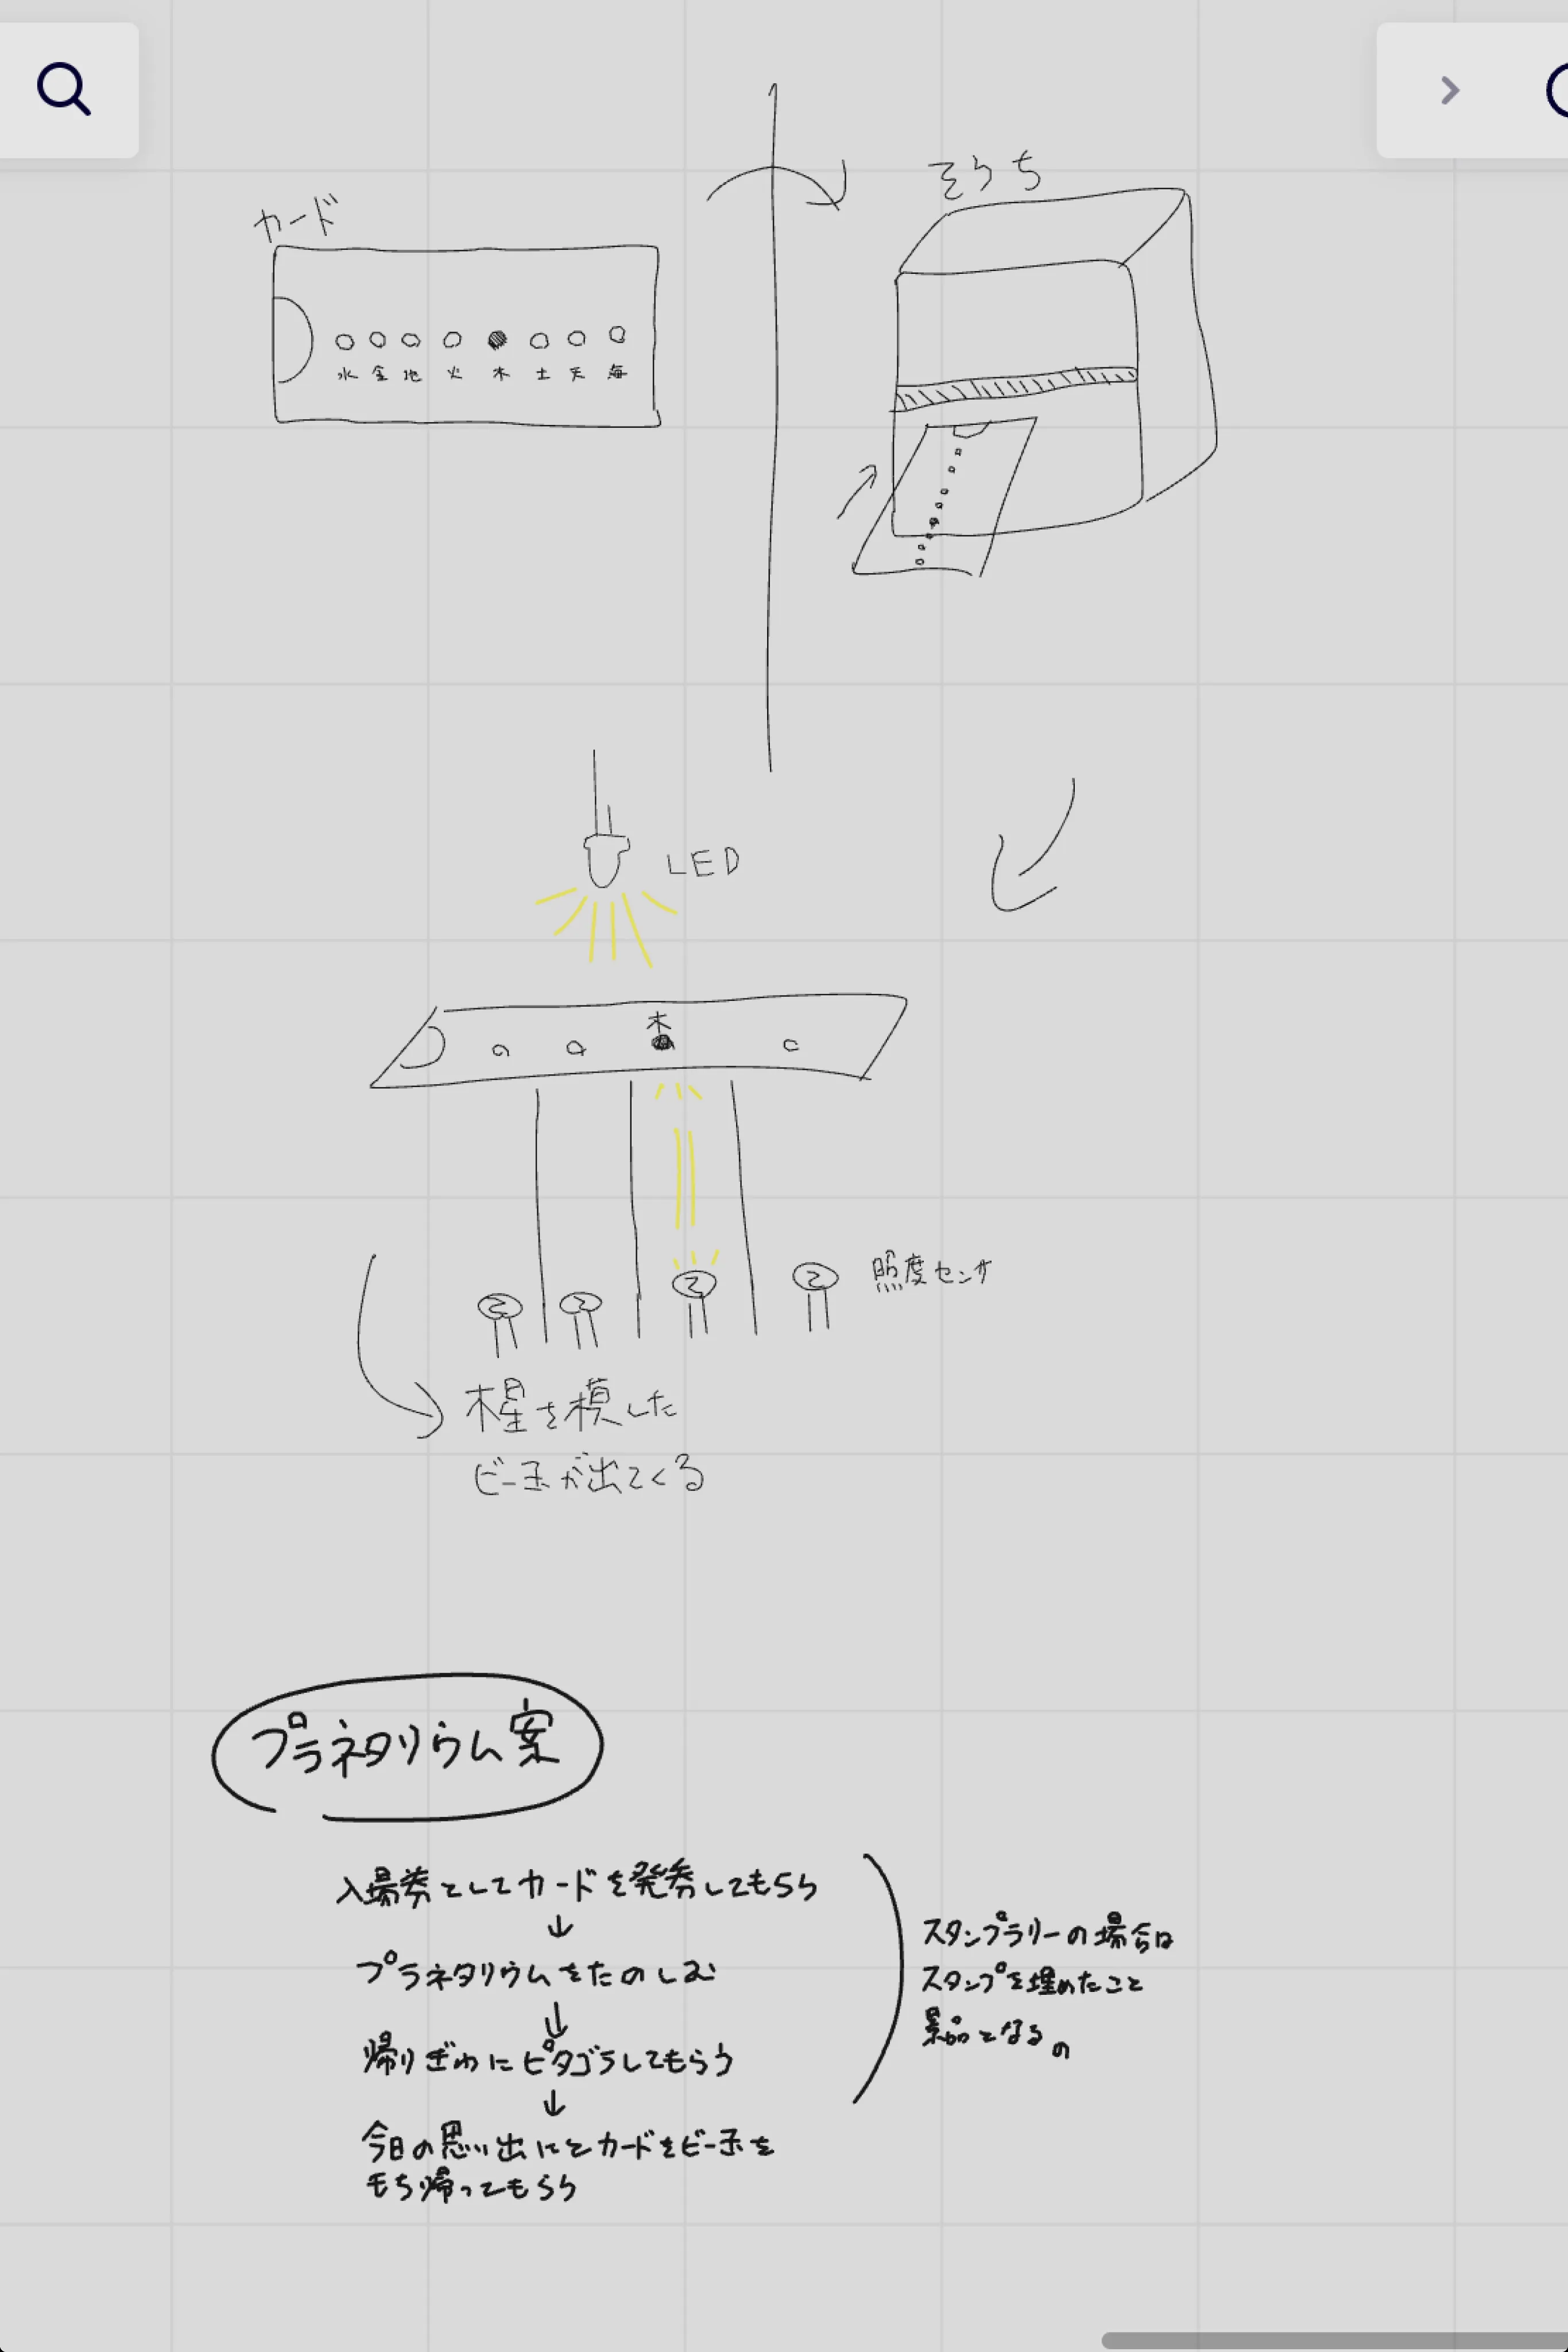 カード
そうち
水 金 地 火 木 土 天 海
LED
木
照度センサ
木星を模した
ビー玉が出てくる
プラネタリウム案
入場券としてカードを発券してもらう
↓
プラネタリウムをたのしむ
↓
帰りぎわにピタゴラしてもらう
↓
今日の思い出にとカードをビー玉を
もち帰ってもらう
スタンプラリーの場合は
スタンプを埋めたこと
景品となるの